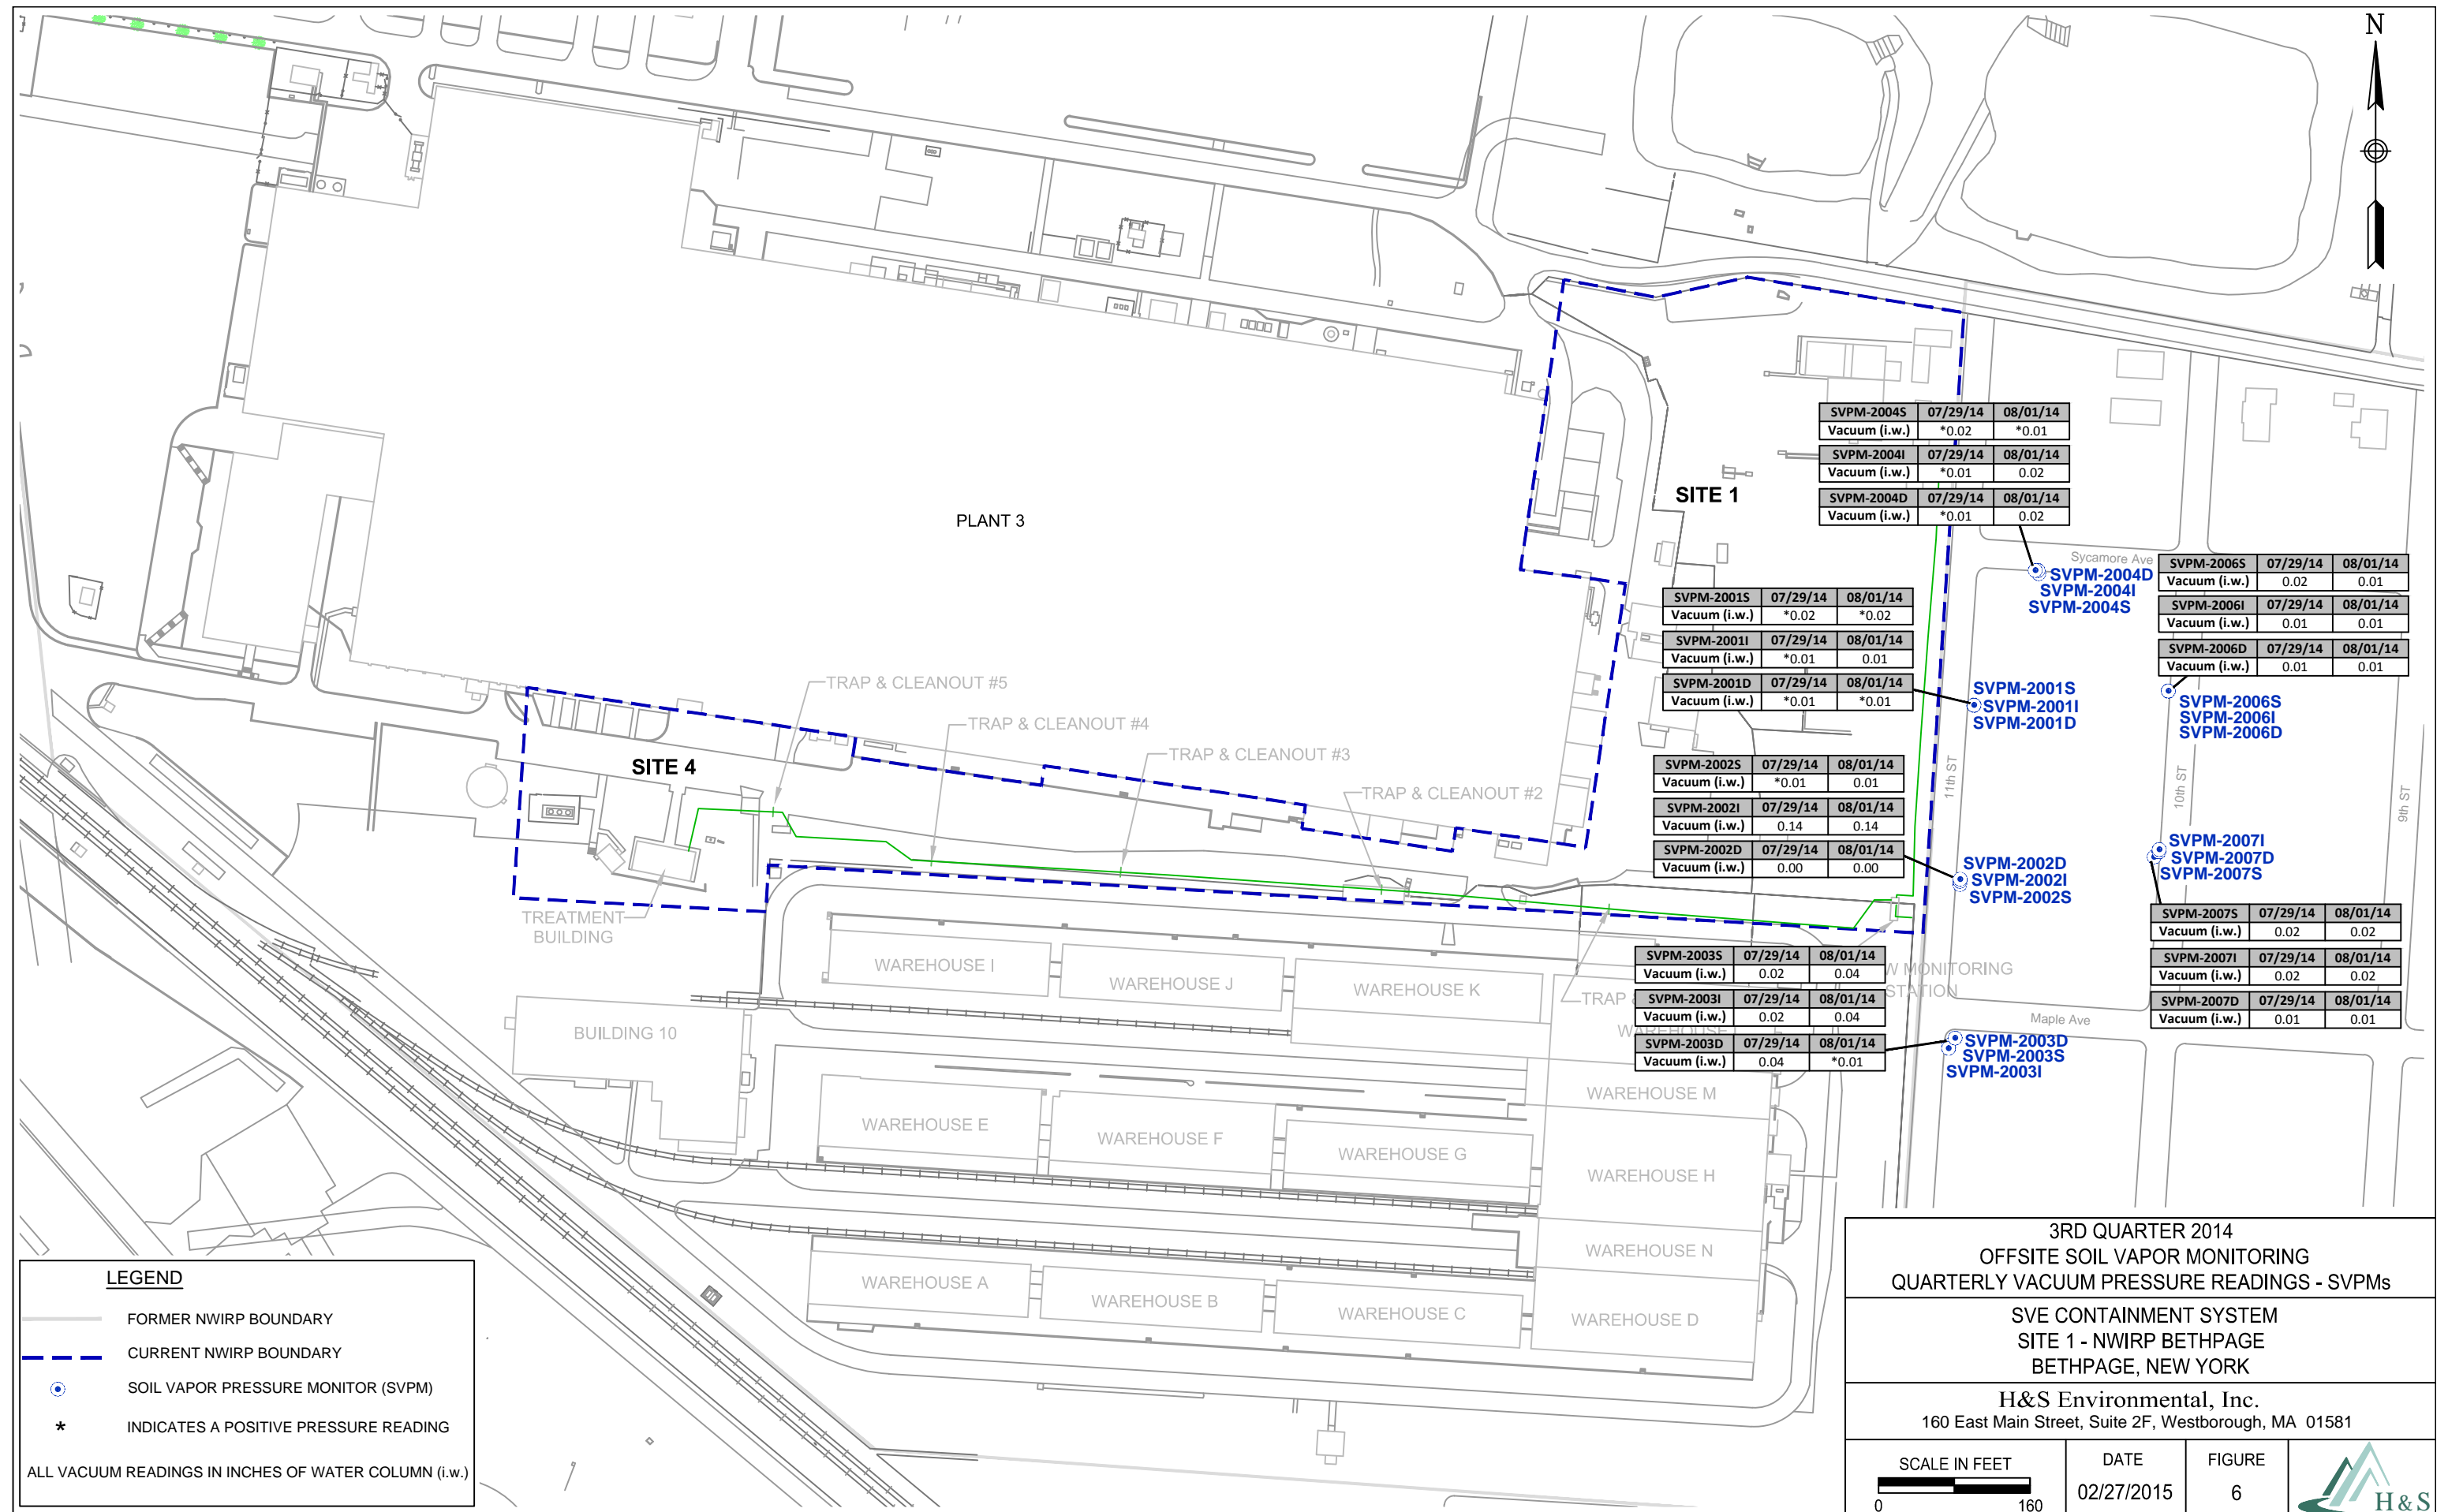 N
SVPM-2004S 07/29/14 08/01/14
Vacuum (i.w.) *0.02 *0.01
SVPM-2004I 07/29/14 08/01/14
Vacuum (i.w.) *0.01 0.02
SVPM-2004D 07/29/14 08/01/14
Vacuum (i.w.) *0.01 0.02
SITE 1
PLANT 3
Sycamore Ave
SVPM-2004D
SVPM-2004I
SVPM-2004S
SVPM-2006S 07/29/14 08/01/14
Vacuum (i.w.) 0.02 0.01
SVPM-2006I 07/29/14 08/01/14
Vacuum (i.w.) 0.01 0.01
SVPM-2006D 07/29/14 08/01/14
Vacuum (i.w.) 0.01 0.01
SVPM-2001S 07/29/14 08/01/14
Vacuum (i.w.) *0.02 *0.02
SVPM-2001I 07/29/14 08/01/14
Vacuum (i.w.) *0.01 0.01
SVPM-2001D 07/29/14 08/01/14
Vacuum (i.w.) *0.01 *0.01
SVPM-2001S
SVPM-2001I
SVPM-2001D
SVPM-2006S
SVPM-2006I
SVPM-2006D
TRAP & CLEANOUT #5
TRAP & CLEANOUT #4
TRAP & CLEANOUT #3
TRAP & CLEANOUT #2
SITE 4
11th ST
10th ST
9th ST
SVPM-2002S 07/29/14 08/01/14
Vacuum (i.w.) *0.01 0.01
SVPM-2002I 07/29/14 08/01/14
Vacuum (i.w.) 0.14 0.14
SVPM-2002D 07/29/14 08/01/14
Vacuum (i.w.) 0.00 0.00
SVPM-2007I
SVPM-2007D
SVPM-2007S
SVPM-2002D
SVPM-2002I
SVPM-2002S
TREATMENT
BUILDING
SVPM-2007S 07/29/14 08/01/14
Vacuum (i.w.) 0.02 0.02
SVPM-2007I 07/29/14 08/01/14
Vacuum (i.w.) 0.02 0.02
SVPM-2007D 07/29/14 08/01/14
Vacuum (i.w.) 0.01 0.01
SVPM-2003S 07/29/14 08/01/14
Vacuum (i.w.) 0.02 0.04
SVPM-2003I 07/29/14 08/01/14
Vacuum (i.w.) 0.02 0.04
SVPM-2003D 07/29/14 08/01/14
Vacuum (i.w.) 0.04 *0.01
W MONITORING
STATION
TRAP
WAREHOUSE
Maple Ave
SVPM-2003D
SVPM-2003S
SVPM-2003I
WAREHOUSE I
WAREHOUSE J
WAREHOUSE K
BUILDING 10
WAREHOUSE M
WAREHOUSE E
WAREHOUSE F
WAREHOUSE G
WAREHOUSE H
WAREHOUSE N
WAREHOUSE A
WAREHOUSE B
WAREHOUSE C
WAREHOUSE D
LEGEND
FORMER NWIRP BOUNDARY
CURRENT NWIRP BOUNDARY
SOIL VAPOR PRESSURE MONITOR (SVPM)
* INDICATES A POSITIVE PRESSURE READING
ALL VACUUM READINGS IN INCHES OF WATER COLUMN (i.w.)
3RD QUARTER 2014
OFFSITE SOIL VAPOR MONITORING
QUARTERLY VACUUM PRESSURE READINGS - SVPMs
SVE CONTAINMENT SYSTEM
SITE 1 - NWIRP BETHPAGE
BETHPAGE, NEW YORK
H&S Environmental, Inc.
160 East Main Street, Suite 2F, Westborough, MA 01581
SCALE IN FEET
0 160
DATE
02/27/2015
FIGURE
6
H&S